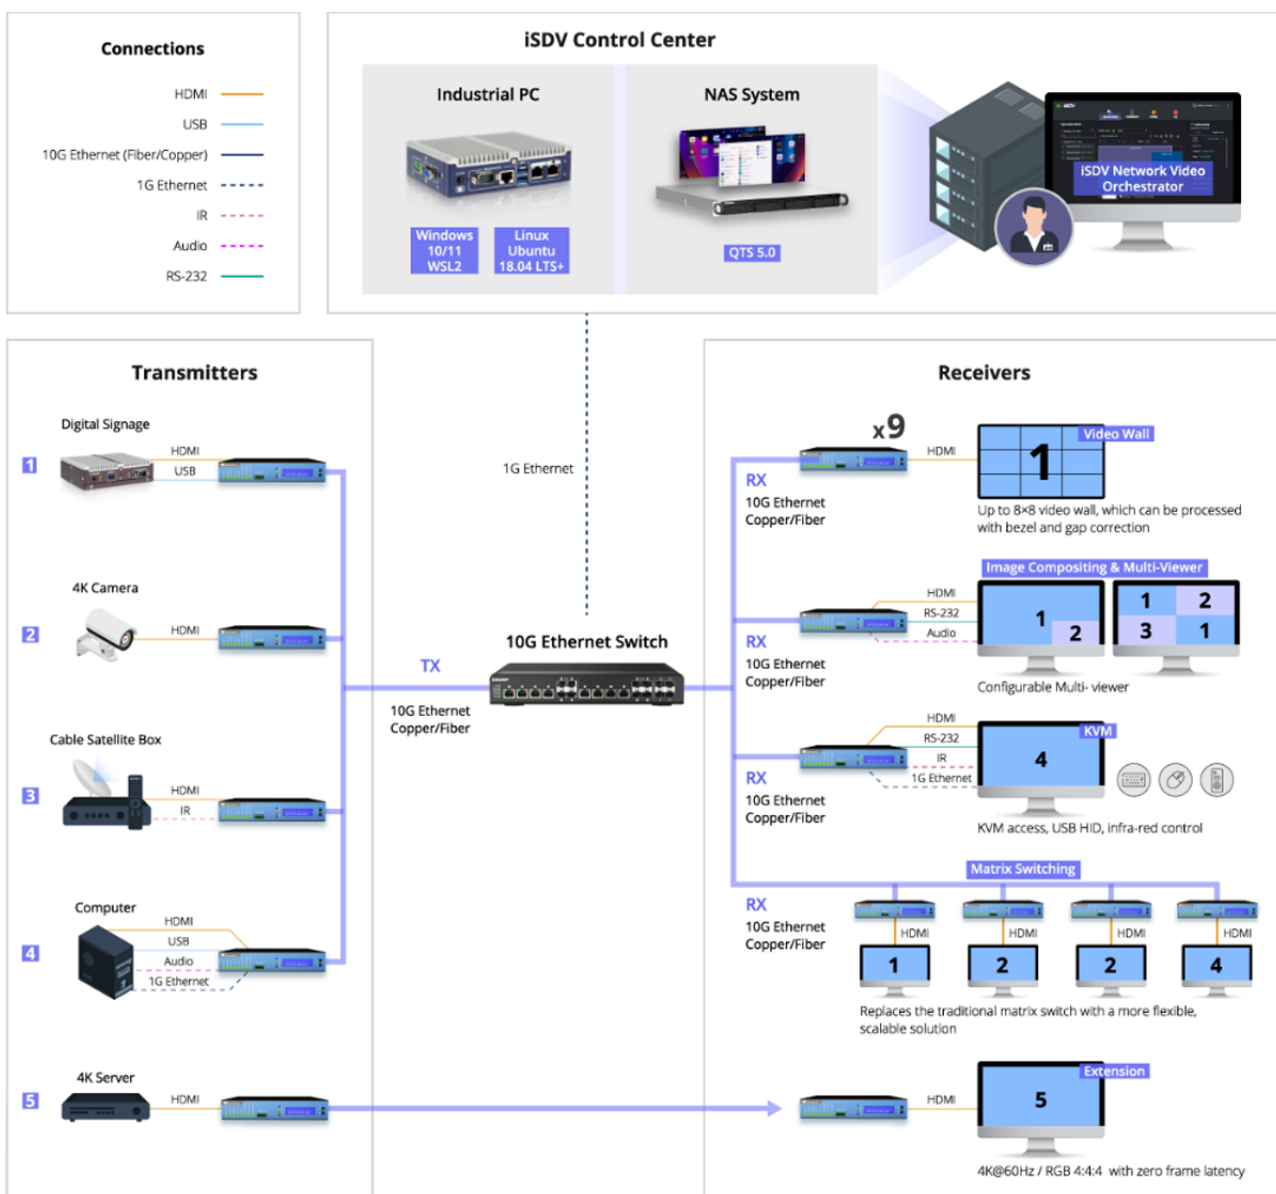 Connections
HDMI
USB
10G Ethernet (Fiber/Copper)
1G Ethernet
IR
Audio
RS-232
iSDV Control Center
Industrial PC
Windows
10/11
WSL2
Linux
Ubuntu
18.04 LTS+
NAS System
QTS 5.0
iSDV Network Video
Orchestrator
1G Ethernet
Transmitters
Digital Signage
1
HDMI
USB
4K Camera
2
HDMI
Cable Satellite Box
3
HDMI
IR
Computer
4
HDMI
USB
Audio
1G Ethernet
4K Server
5
HDMI
TX
10G Ethernet
Copper/Fiber
10G Ethernet Switch
Receivers
x9
HDMI
RX
10G Ethernet
Copper/Fiber
Video Wall
1
Up to 8×8 video wall, which can be processed
with bezel and gap correction
Image Compositing & Multi-Viewer
HDMI
RS-232
Audio
RX
10G Ethernet
Copper/Fiber
1
2
1
2
3
1
Configurable Multi- viewer
HDMI
RS-232
IR
1G Ethernet
RX
10G Ethernet
Copper/Fiber
KVM
4
KVM access, USB HID, infra-red control
Matrix Switching
RX
10G Ethernet
Copper/Fiber
HDMI
HDMI
HDMI
HDMI
1
2
2
4
Replaces the traditional matrix switch with a more flexible,
scalable solution
HDMI
Extension
5
4K@60Hz / RGB 4:4:4 with zero frame latency